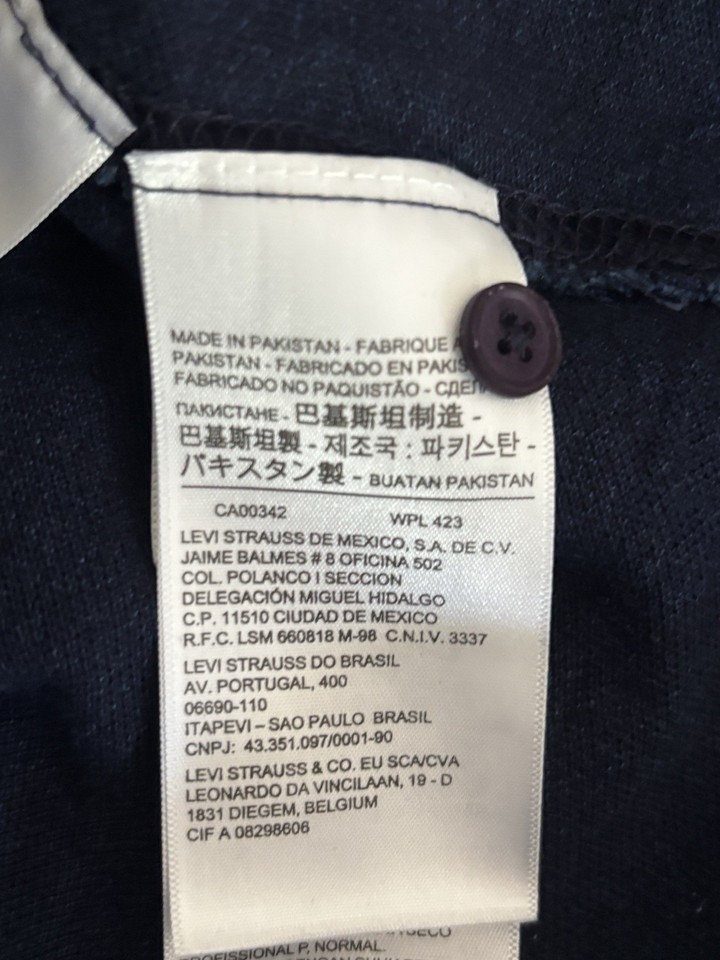 MADE IN PAKISTAN - FABRIQUE
PAKISTAN - FABRICADO EN
FABRICADO NO PAQUISTÃO -
ПАКИСТАНЕ - 巴基斯坦制造 -
巴基斯坦製 - 제조국 : 파키스탄 -
パキスタン製 - BUATAN PAKISTAN
CA00342 WPL 423
LEVI STRAUSS DE MEXICO, S.A. DE C.V.
JAIME BALMES # 8 OFICINA 502
COL. POLANCO I SECCION
DELEGACIÓN MIGUEL HIDALGO
C.P. 11510 CIUDAD DE MEXICO
R.F.C. LSM 660818 M-98 C.N.I.V. 3337
LEVI STRAUSS DO BRASIL
AV. PORTUGAL, 400
06690-110
ITAPEVI – SAO PAULO BRASIL
CNPJ: 43.351.097/0001-90
LEVI STRAUSS & CO. EU SCA/CVA
LEONARDO DA VINCILAAN, 19 - D
1831 DIEGEM, BELGIUM
CIF A 08298606
P, NORMAL.